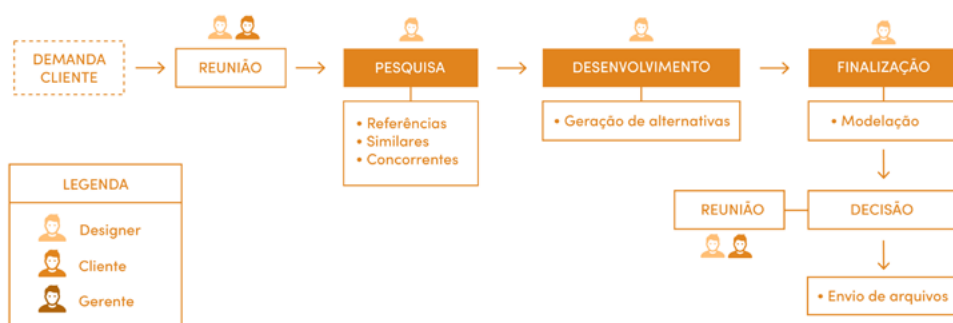 DEMANDA
CLIENTE
REUNIÃO
PESQUISA
DESENVOLVIMENTO
FINALIZAÇÃO
• Referências
• Similares
• Concorrentes
• Geração de alternativas
• Modelação
REUNIÃO
DECISÃO
• Envio de arquivos
LEGENDA
Designer
Cliente
Gerente